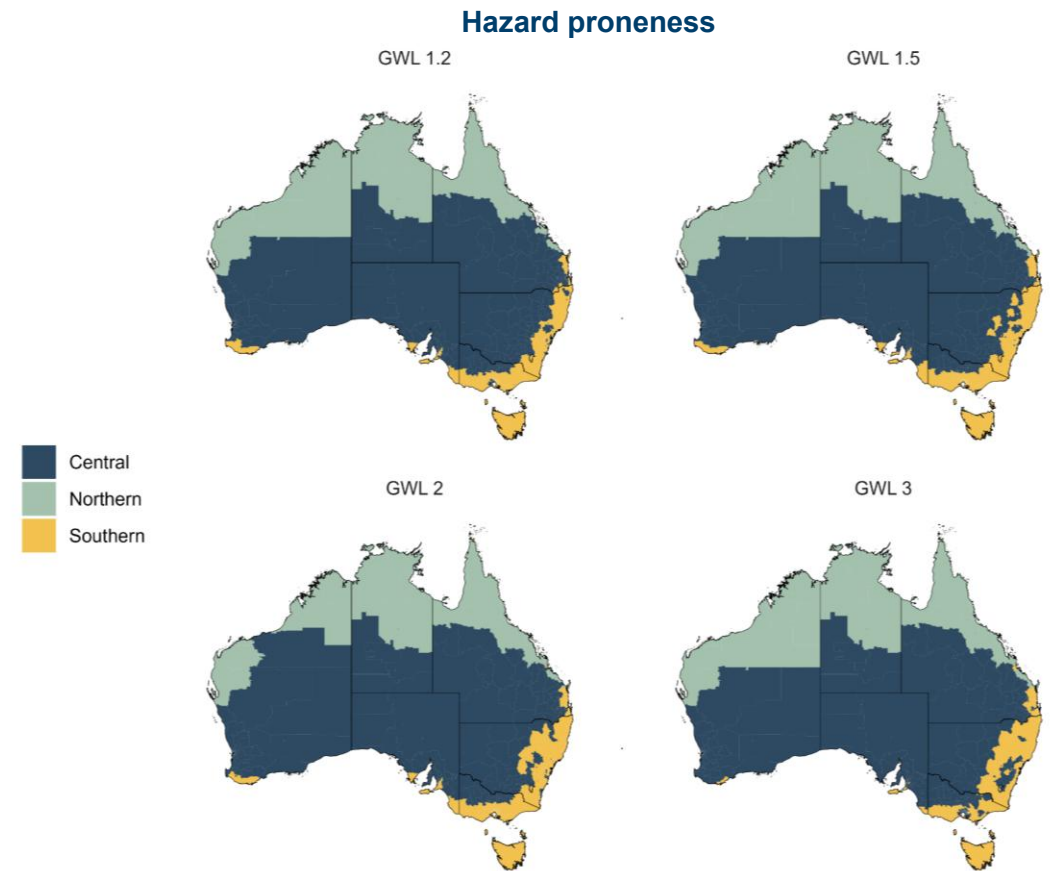 Hazard proneness
GWL 1.2
GWL 1.5
Central
Northern
Southern
GWL 2
GWL 3